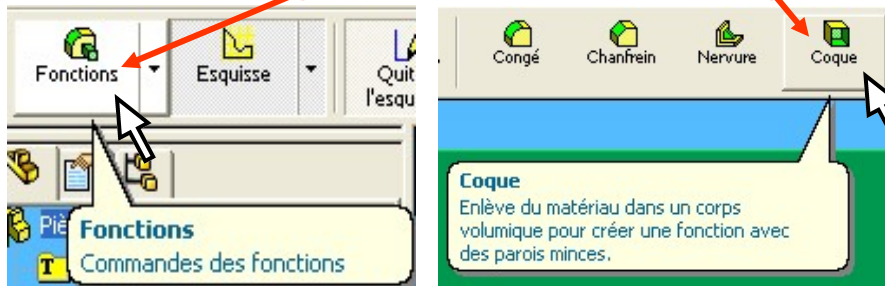 Fonctions
Esquisse
Quit
l'esqu
Piè
T
Fonctions
Commandes des fonctions
Congé
Chanfrein
Nervure
Coque
Coque
Enlève du matériau dans un corps
volumique pour créer une fonction avec
des parois minces.